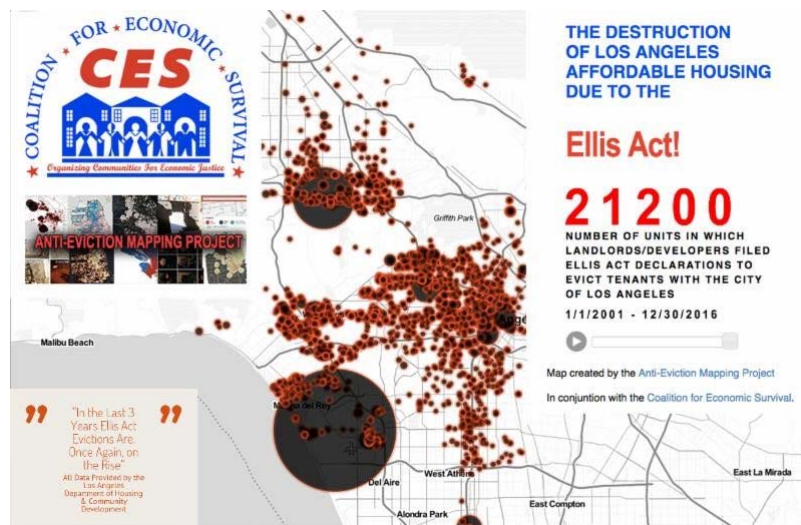 COALITION ★ FOR ★ ECONOMIC ★ SURVIVAL
CES
Organizing Communities For Economic Justice
ANTI-EVICTION MAPPING PROJECT
THE DESTRUCTION
OF LOS ANGELES
AFFORDABLE HOUSING
DUE TO THE
Ellis Act!
21200
NUMBER OF UNITS IN WHICH
LANDLORDS/DEVELOPERS FILED
ELLIS ACT DECLARATIONS TO
EVICT TENANTS WITH THE CITY
OF LOS ANGELES
1/1/2001 - 12/30/2016
Map created by the Anti-Eviction Mapping Project
In conjuntion with the Coalition for Economic Survival.
Griffith Park
Ange
Malibu Beach
del Rey
Del Aire
West Athens
Alondra Park
East Compton
East La Mirada
"In the Last 3
Years Ellis Act
Evictions Are,
Once Again, on
the Rise"
All Data Provided by the
Los Angeles
Department of Housing
& Community
Development